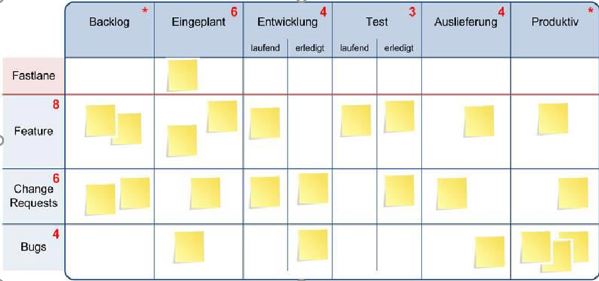 Backlog *
Eingeplant 6
Entwicklung 4
Test 3
Auslieferung 4
Produktiv *
laufend erledigt laufend erledigt
Fastlane
8
Feature
6
Change
Requests
4
Bugs